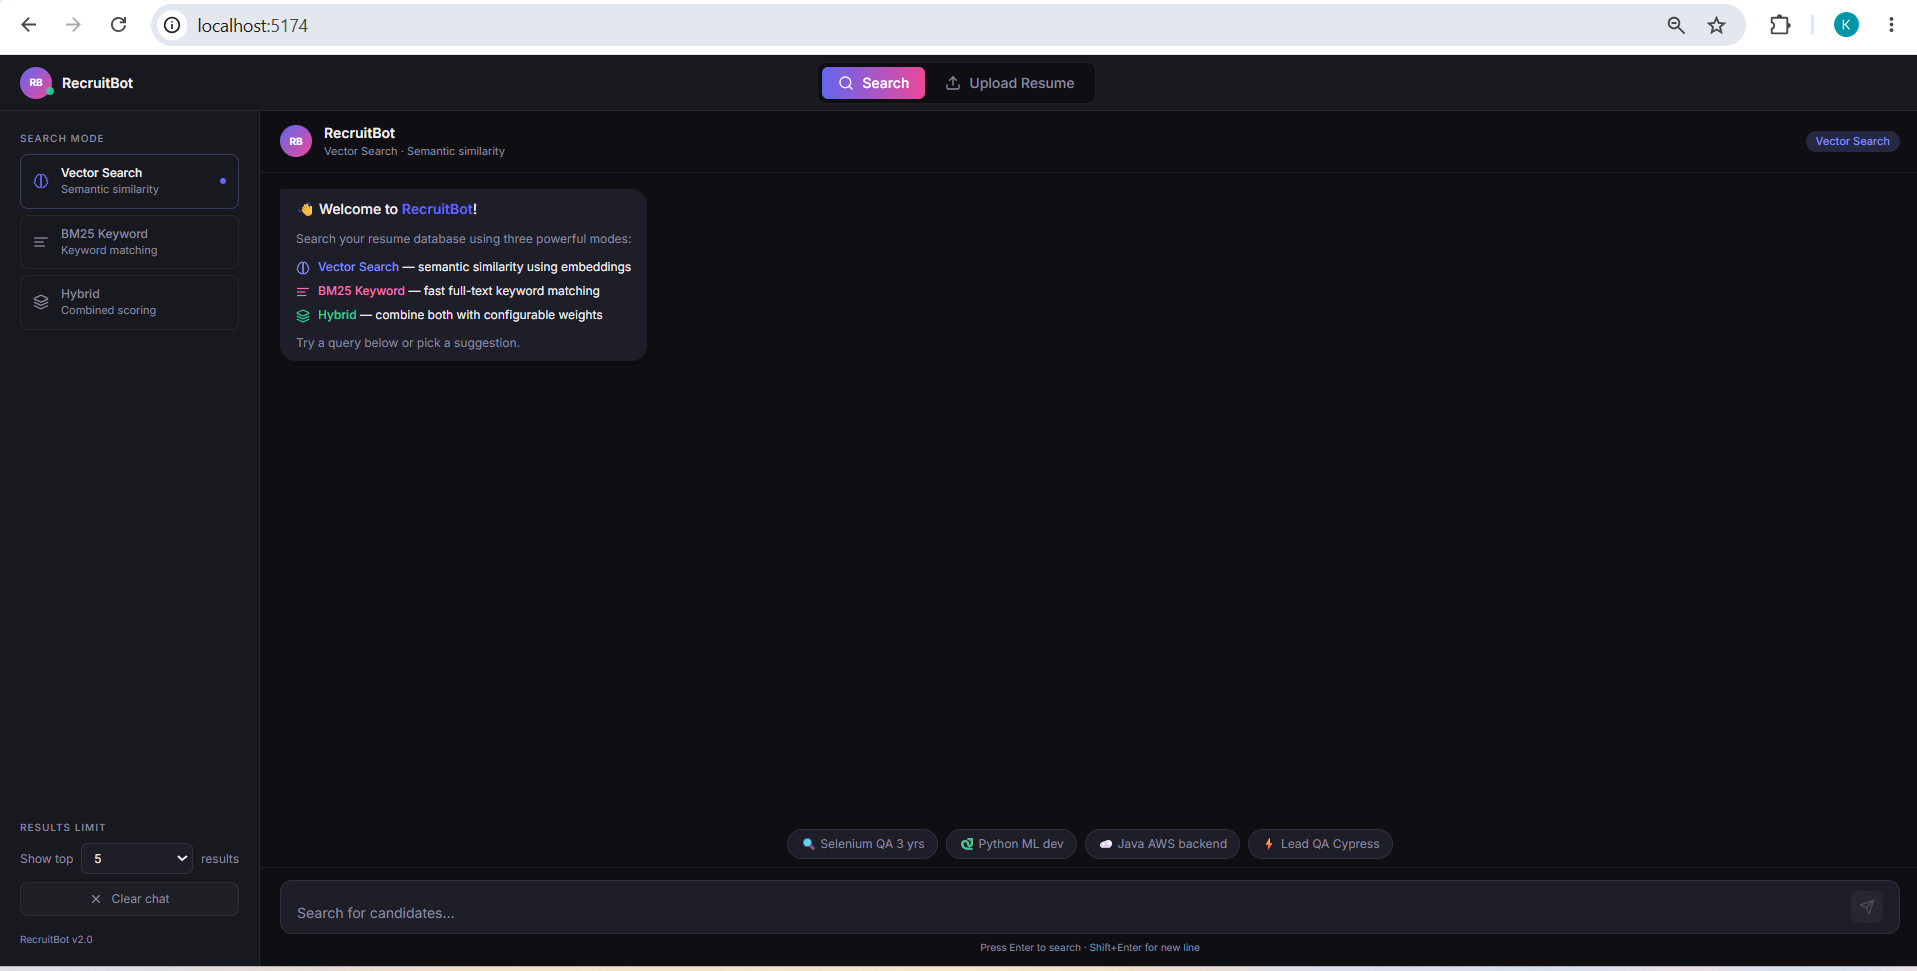 localhost:5174
K
RB RecruitBot
Search
Upload Resume
SEARCH MODE
Vector Search
Semantic similarity
BM25 Keyword
Keyword matching
Hybrid
Combined scoring
RESULTS LIMIT
Show top 5 results
Clear chat
RecruitBot v2.0
RB
RecruitBot
Vector Search · Semantic similarity
Vector Search
👋 Welcome to RecruitBot!
Search your resume database using three powerful modes:
Vector Search — semantic similarity using embeddings
BM25 Keyword — fast full-text keyword matching
Hybrid — combine both with configurable weights
Try a query below or pick a suggestion.
Selenium QA 3 yrs
Python ML dev
Java AWS backend
Lead QA Cypress
Search for candidates...
Press Enter to search · Shift+Enter for new line